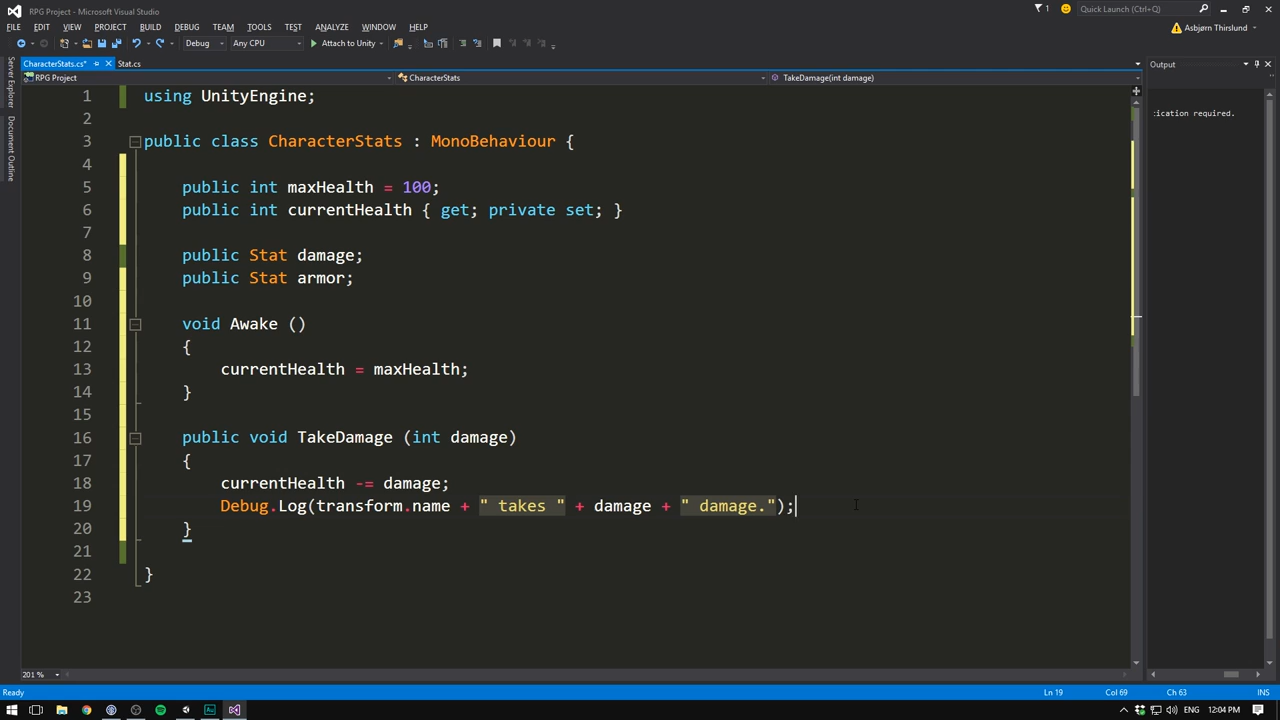 RPG Project - Microsoft Visual Studio
1
Quick Launch (Ctrl+Q)
FILE EDIT VIEW PROJECT BUILD DEBUG TEAM TOOLS TEST ANALYZE WINDOW HELP
Asbjørn Thirslund
Debug Any CPU Attach to Unity
Server Explorer
Document Outline
CharacterStats.cs* Stat.cs
Output
RPG Project CharacterStats TakeDamage(int damage)
ication required.
1 using UnityEngine;
2
3 public class CharacterStats : MonoBehaviour {
4
5 public int maxHealth = 100;
6 public int currentHealth { get; private set; }
7
8 public Stat damage;
9 public Stat armor;
10
11 void Awake ()
12 {
13 currentHealth = maxHealth;
14 }
15
16 public void TakeDamage (int damage)
17 {
18 currentHealth -= damage;
19 Debug.Log(transform.name + " takes " + damage + " damage.");
20 }
21
22 }
23
201 %
Ready Ln 19 Col 69 Ch 63 INS
ENG 12:04 PM